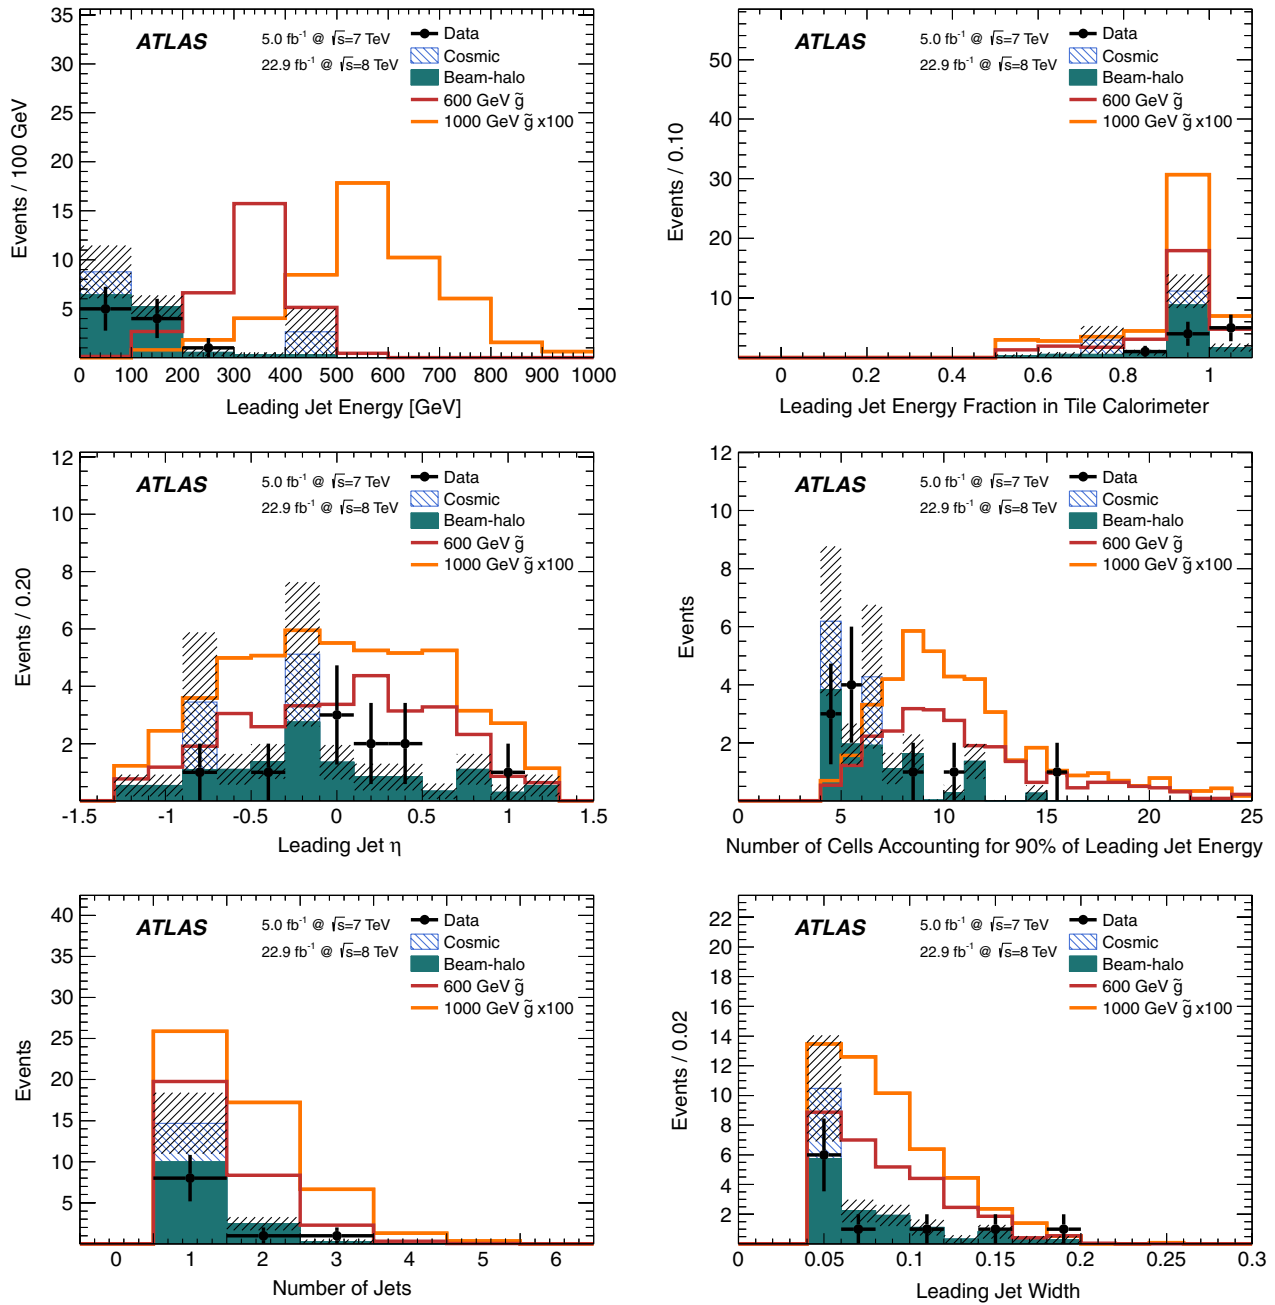 ATLAS
5.0 fb⁻¹ @ √s=7 TeV
22.9 fb⁻¹ @ √s=8 TeV
Data
Cosmic
Beam-halo
600 GeV g̃
1000 GeV g̃ x100
Events / 100 GeV
35
30
25
20
15
10
5
0 100 200 300 400 500 600 700 800 900 1000
Leading Jet Energy [GeV]
ATLAS
5.0 fb⁻¹ @ √s=7 TeV
22.9 fb⁻¹ @ √s=8 TeV
Data
Cosmic
Beam-halo
600 GeV g̃
1000 GeV g̃ x100
Events / 0.10
50
40
30
20
10
0 0.2 0.4 0.6 0.8 1
Leading Jet Energy Fraction in Tile Calorimeter
ATLAS
5.0 fb⁻¹ @ √s=7 TeV
22.9 fb⁻¹ @ √s=8 TeV
Data
Cosmic
Beam-halo
600 GeV g̃
1000 GeV g̃ x100
Events / 0.20
12
10
8
6
4
2
-1.5 -1 -0.5 0 0.5 1 1.5
Leading Jet η
ATLAS
5.0 fb⁻¹ @ √s=7 TeV
22.9 fb⁻¹ @ √s=8 TeV
Data
Cosmic
Beam-halo
600 GeV g̃
1000 GeV g̃ x100
Events
12
10
8
6
4
2
0 5 10 15 20 25
Number of Cells Accounting for 90% of Leading Jet Energy
ATLAS
5.0 fb⁻¹ @ √s=7 TeV
22.9 fb⁻¹ @ √s=8 TeV
Data
Cosmic
Beam-halo
600 GeV g̃
1000 GeV g̃ x100
Events
40
35
30
25
20
15
10
5
0 1 2 3 4 5 6
Number of Jets
ATLAS
5.0 fb⁻¹ @ √s=7 TeV
22.9 fb⁻¹ @ √s=8 TeV
Data
Cosmic
Beam-halo
600 GeV g̃
1000 GeV g̃ x100
Events / 0.02
22
20
18
16
14
12
10
8
6
4
2
0 0.05 0.1 0.15 0.2 0.25 0.3
Leading Jet Width